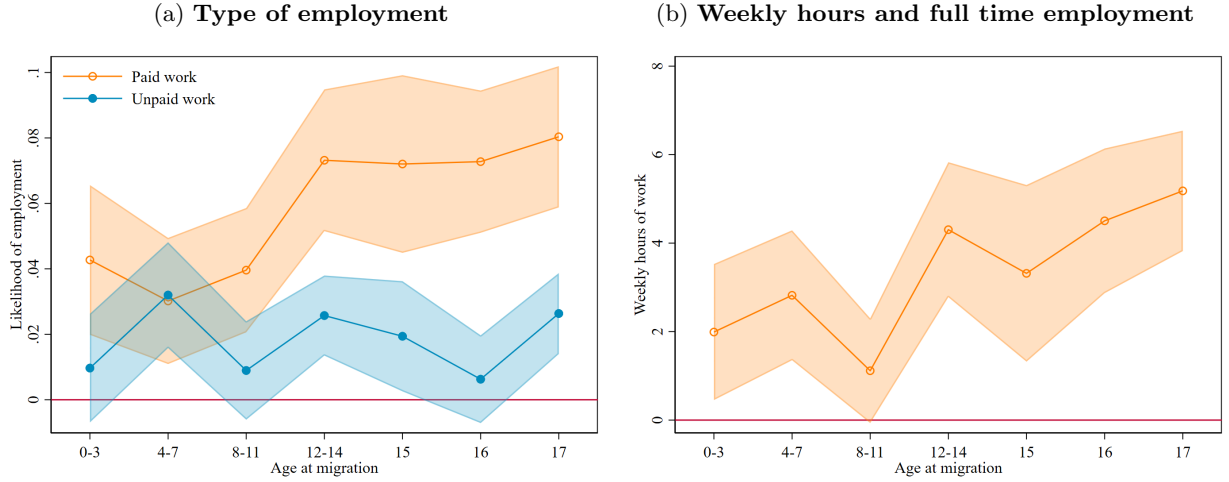 (a) Type of employment
Likelihood of employment
.1
.08
.06
.04
.02
0
Paid work
Unpaid work
0-3 4-7 8-11 12-14 15 16 17
Age at migration
(b) Weekly hours and full time employment
Weekly hours of work
8
6
4
2
0
0-3 4-7 8-11 12-14 15 16 17
Age at migration